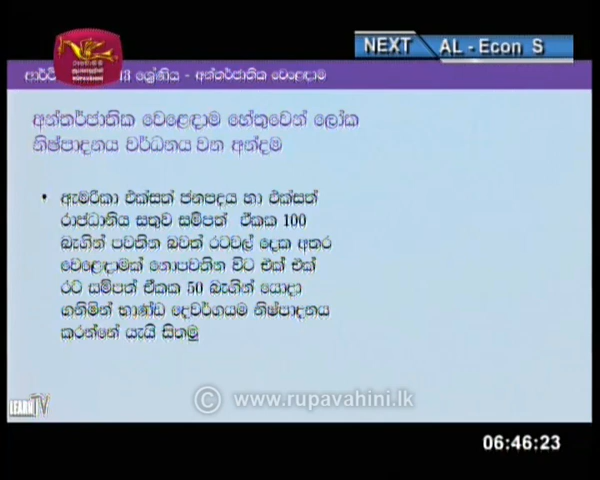 NEXT AL - Econ S
13 ශ්‍රේණිය - අන්තර්ජාතික වෙළෙඳාම
අන්තර්ජාතික වෙළෙඳාම හේතුවෙන් ලෝක
නිෂ්පාදනය වර්ධනය වන අන්දම
• ඇමරිකා එක්සත් ජනපදය හා එක්සත්
රාජධානිය සතුව සම්පත් ඒකක 100
බැගින් පවතින බවත් රටවල් දෙක අතර
වෙළෙඳාමක් නොපවතින විට එක් එක්
රට සම්පත් ඒකක 50 බැගින් යොදා
ගනිමින් භාණ්ඩ දෙවර්ගයම නිෂ්පාදනය
කරන්නේ යැයි සිතමු
LEARN TV
© www.rupavahini.lk
06:46:23